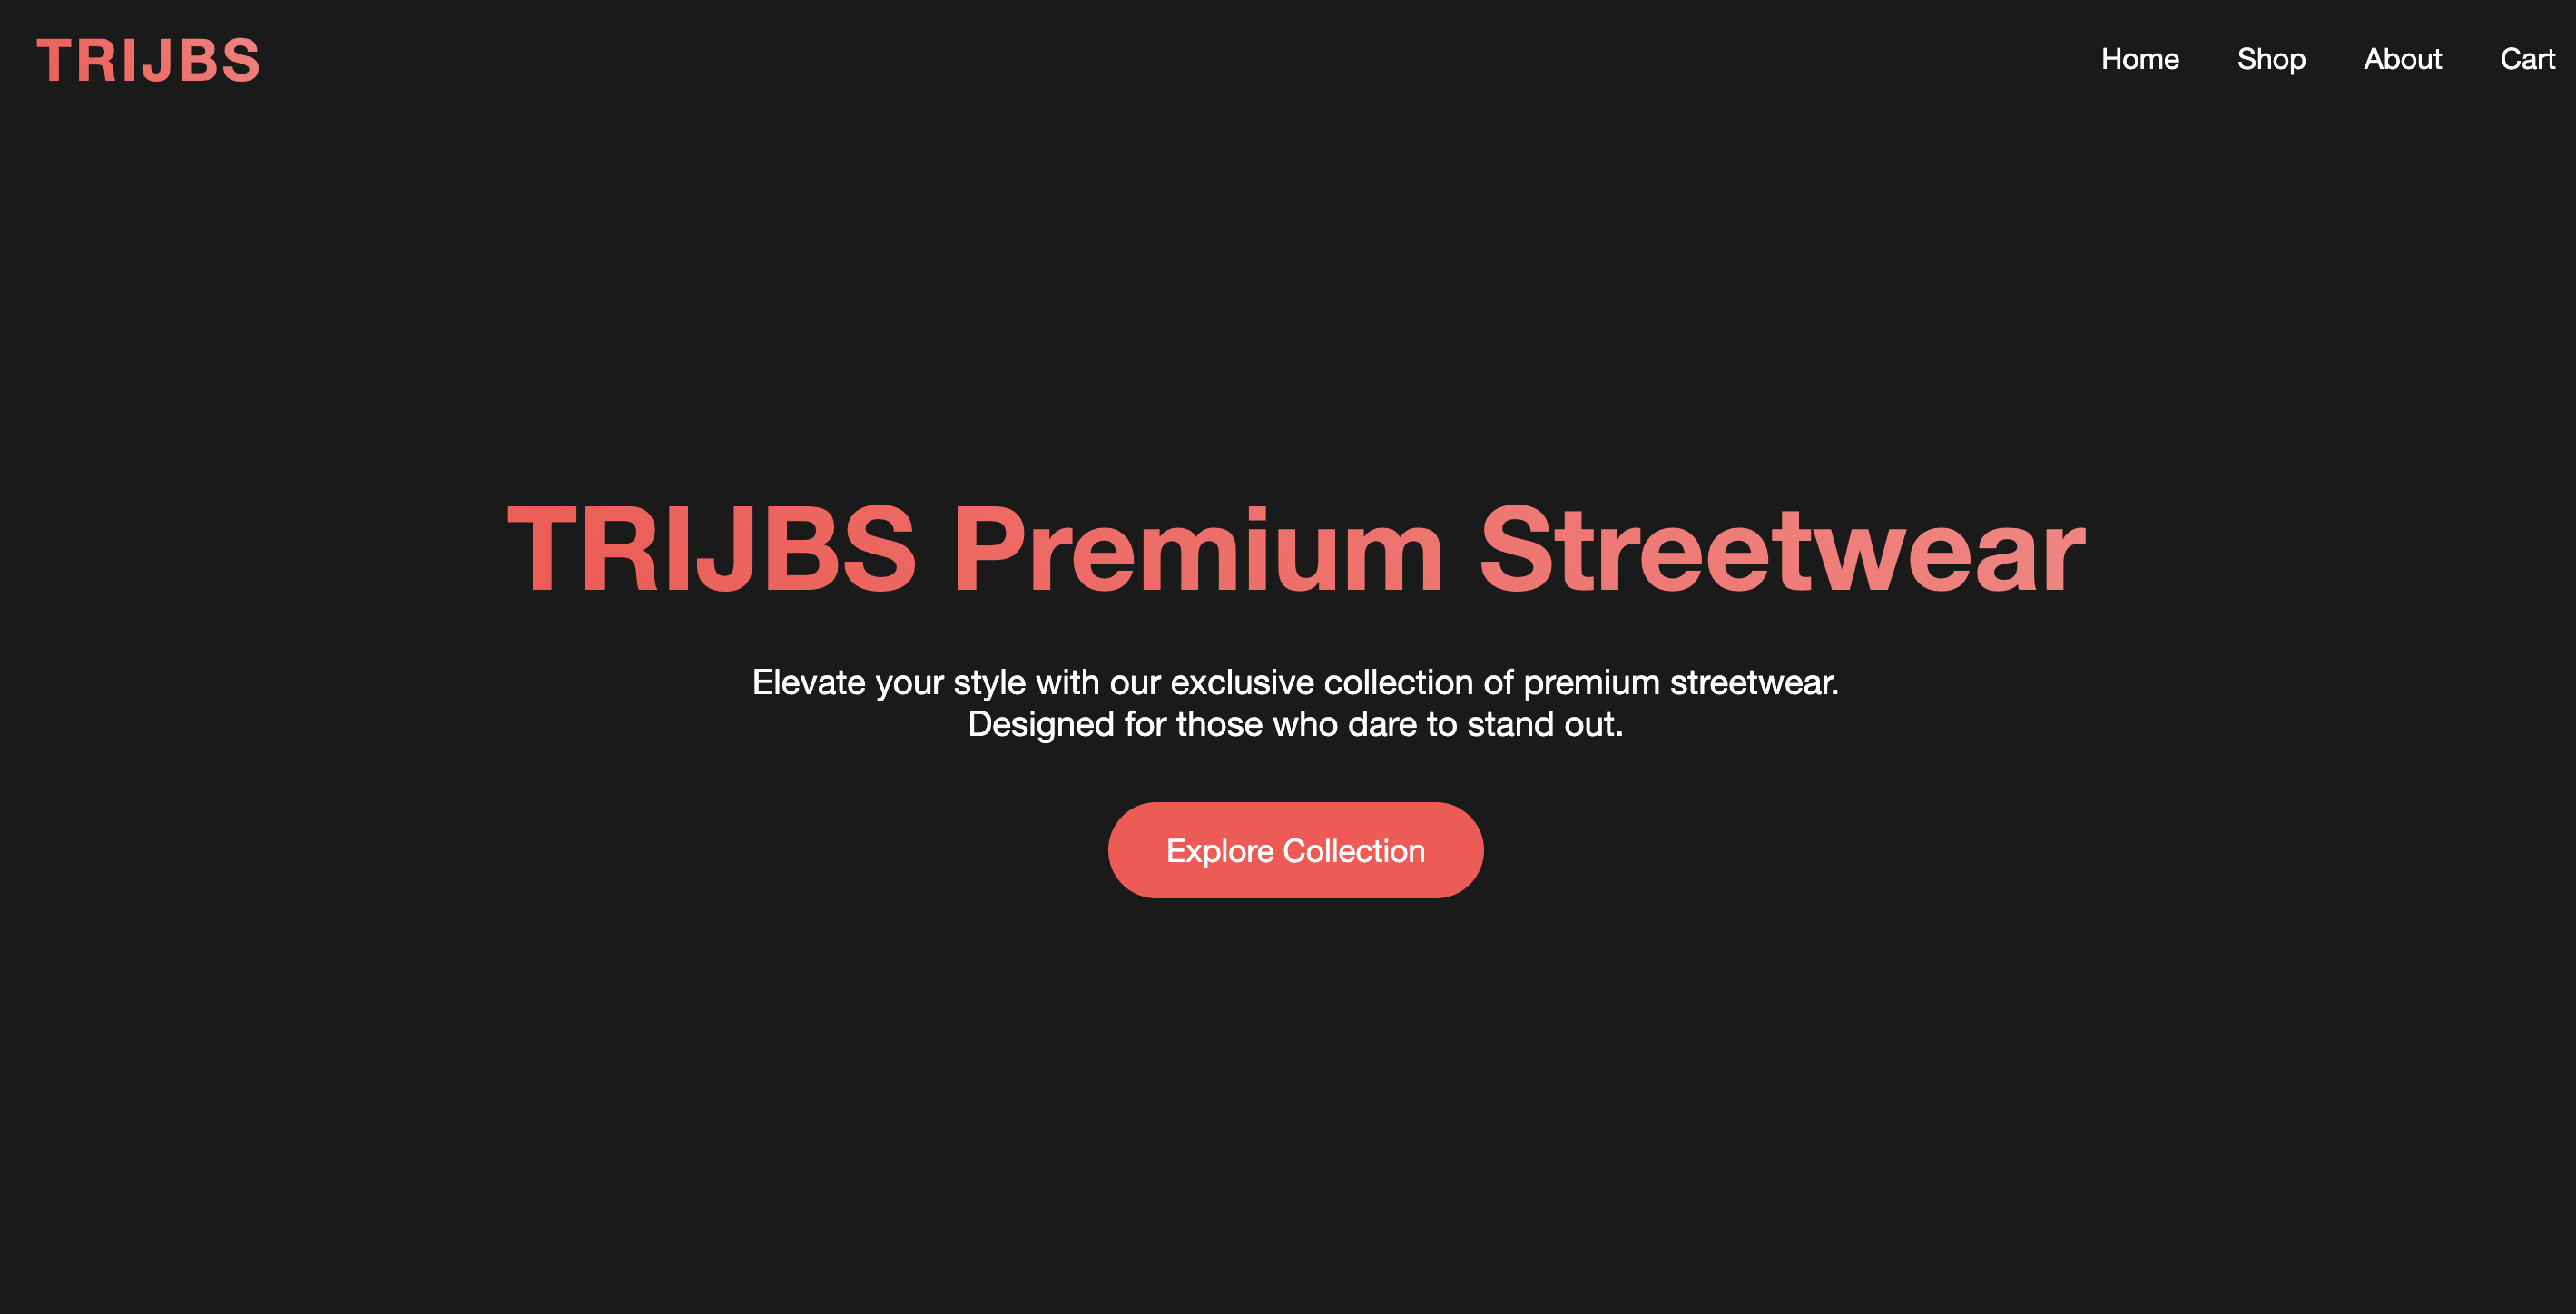 TRIJBS
Home Shop About Cart
TRIJBS Premium Streetwear
Elevate your style with our exclusive collection of premium streetwear.
Designed for those who dare to stand out.
Explore Collection